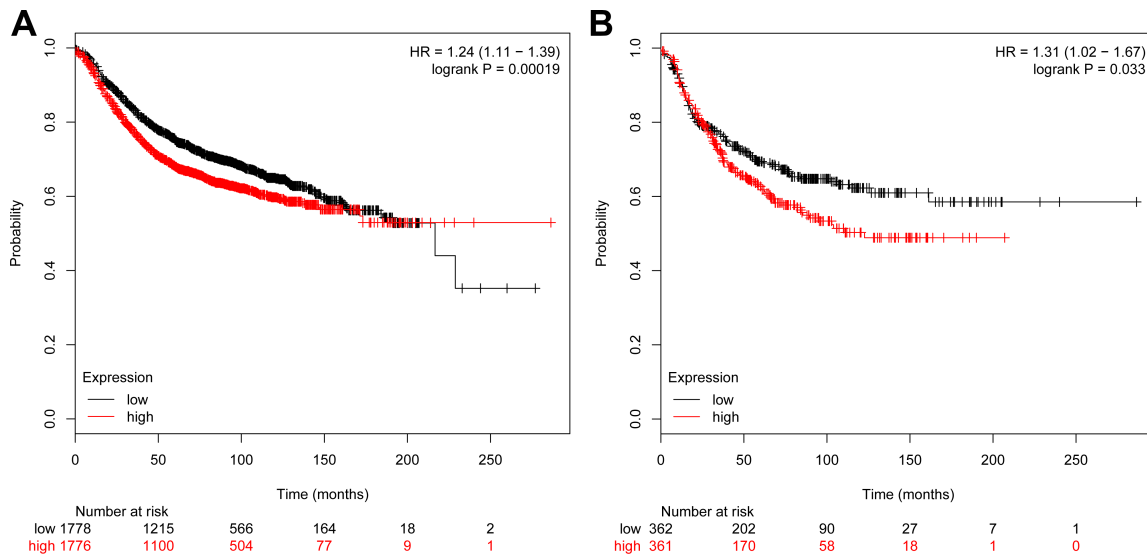 A
HR = 1.24 (1.11 − 1.39)
logrank P = 0.00019
Probability
1.0
0.8
0.6
0.4
0.2
0.0
Expression
low
high
0 50 100 150 200 250
Time (months)
Number at risk
low 1778 1215 566 164 18 2
high 1776 1100 504 77 9 1
B
HR = 1.31 (1.02 − 1.67)
logrank P = 0.033
Probability
1.0
0.8
0.6
0.4
0.2
0.0
Expression
low
high
0 50 100 150 200 250
Time (months)
Number at risk
low 362 202 90 27 7 1
high 361 170 58 18 1 0